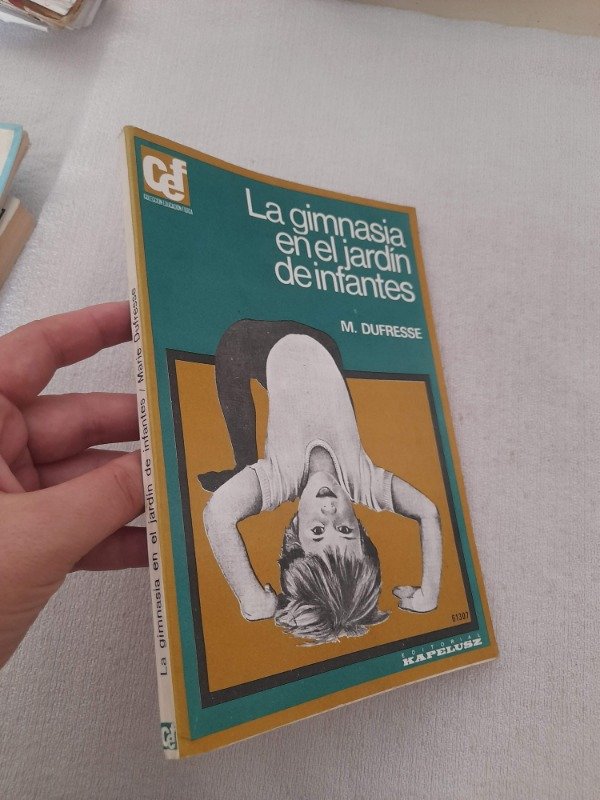 cef
La gimnasia
en el jardín
de infantes
M. DUFRESSE
61307
EDITORIAL
KAPELUSZ
La gimnasia en el jardín de infantes / Marie Dufresse
cef